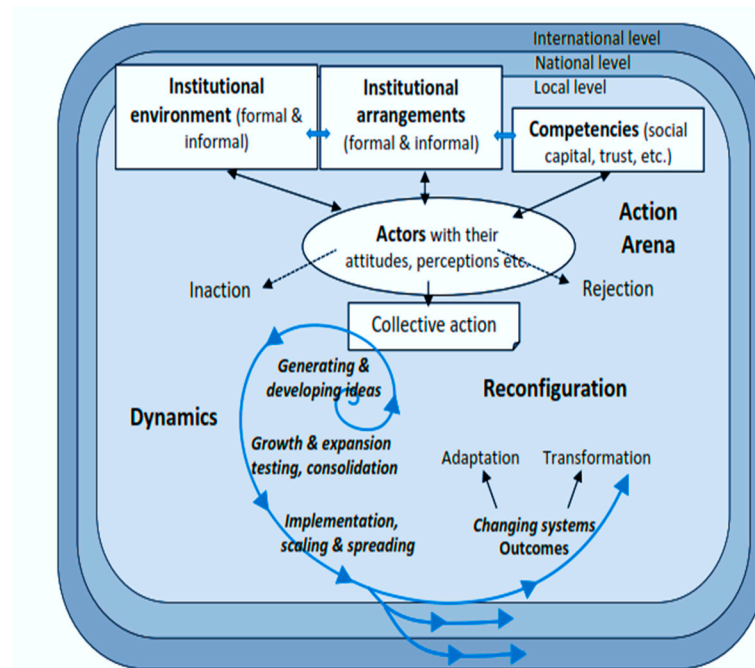 International level
National level
Local level
Institutional
environment (formal &
informal)
Institutional
arrangements
(formal & informal)
Competencies (social
capital, trust, etc.)
Action
Arena
Actors with their
attitudes, perceptions etc.
Inaction
Rejection
Collective action
Generating &
developing ideas
Dynamics
Reconfiguration
Growth & expansion
testing, consolidation
Adaptation
Transformation
Implementation,
scaling & spreading
Changing systems
Outcomes